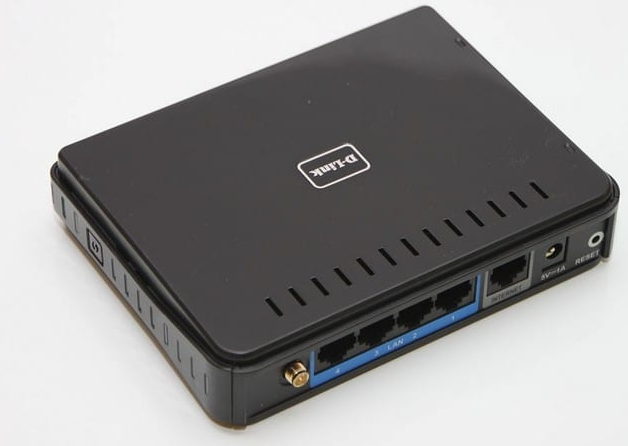 D-Link
4 3 LAN 2 1
INTERNET
5V⎓1A
RESET